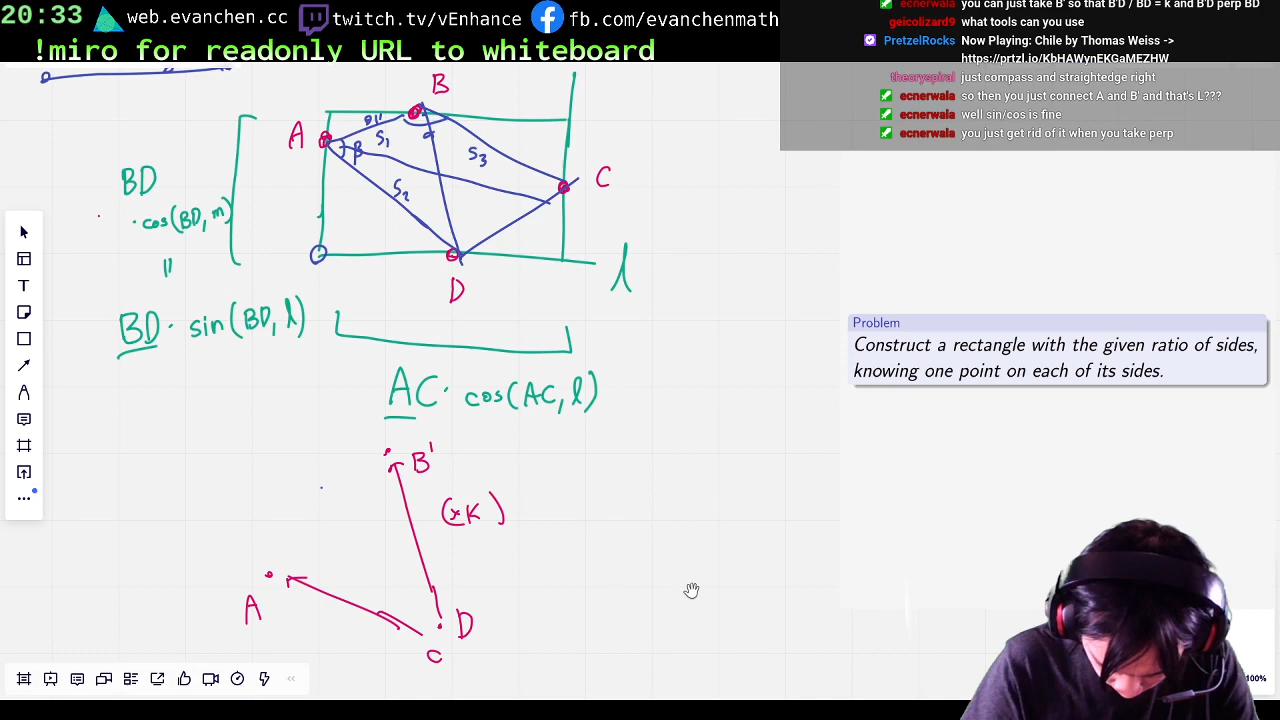 20:33
web.evanchen.cc
twitch.tv/vEnhance
fb.com/evanchenmath
!miro for readonly URL to whiteboard
ecnerwala you can just take B' so that B'D / BD = k and B'D perp BD
geicolizard9 what tools can you use
PretzelRocks Now Playing: Chile by Thomas Weiss ->
https://prtzl.io/KbHAWynEKGaMEZHW
theoryspiral just compass and straightedge right
ecnerwala so then you just connect A and B' and that's L???
ecnerwala well sin/cos is fine
ecnerwala you just get rid of it when you take perp
B
A
S1
α
β
S3
C
S2
BD
· cos(BD, m)
=
D
l
BD · sin(BD, l)
AC · cos(AC, l)
B'
(×K)
A
D
C
Problem
Construct a rectangle with the given ratio of sides,
knowing one point on each of its sides.
T
100%